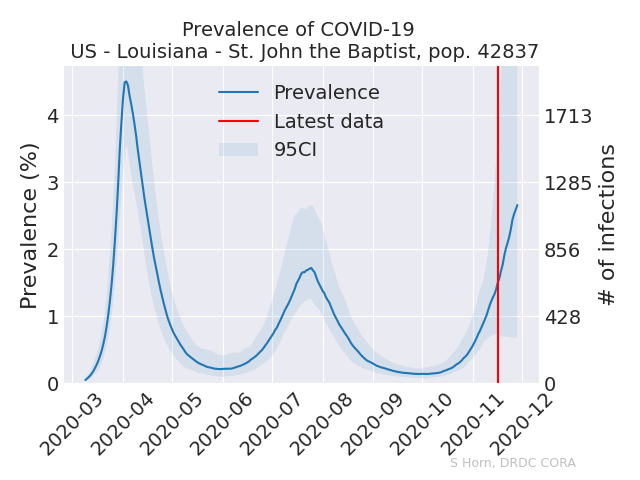 Prevalence of COVID-19
US - Louisiana - St. John the Baptist, pop. 42837
Prevalence
Latest data
95CI
Prevalence (%)
4
3
2
1
0
1713
1285
856
428
0
# of infections
2020-03
2020-04
2020-05
2020-06
2020-07
2020-08
2020-09
2020-10
2020-11
2020-12
S Horn, DRDC CORA